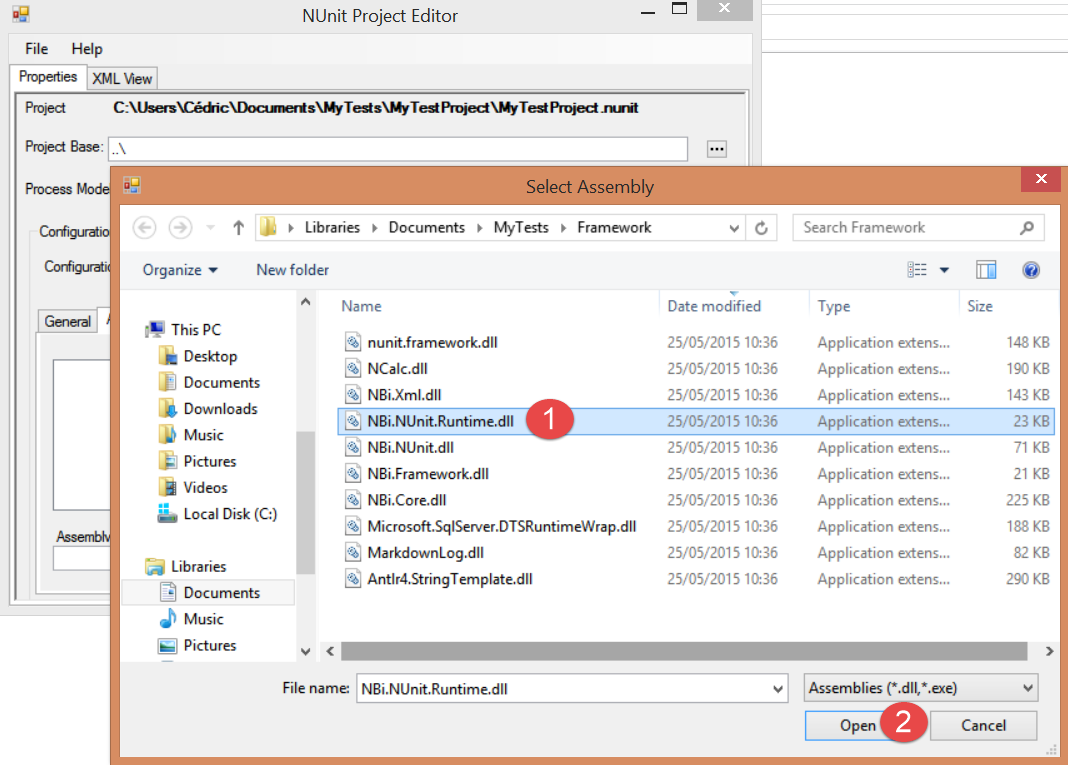 NUnit Project Editor
File Help
Properties XML View
Project C:\Users\Cédric\Documents\MyTests\MyTestProject\MyTestProject.nunit
Project Base: ..\ ...
Process Mode
Select Assembly
Configuratio
Libraries Documents MyTests Framework Search Framework
Configuratio
Organize New folder
General
Name Date modified Type Size
This PC
Desktop
Documents
Downloads
Music
Pictures
Videos
Local Disk (C:)
Libraries
Documents
Music
Pictures
nunit.framework.dll 25/05/2015 10:36 Application extens... 148 KB
NCalc.dll 25/05/2015 10:36 Application extens... 190 KB
NBi.Xml.dll 25/05/2015 10:36 Application extens... 143 KB
NBi.NUnit.Runtime.dll 1 25/05/2015 10:36 Application extens... 23 KB
NBi.NUnit.dll 25/05/2015 10:36 Application extens... 71 KB
NBi.Framework.dll 25/05/2015 10:36 Application extens... 21 KB
NBi.Core.dll 25/05/2015 10:36 Application extens... 225 KB
Microsoft.SqlServer.DTSRuntimeWrap.dll 25/05/2015 10:36 Application extens... 188 KB
MarkdownLog.dll 25/05/2015 10:36 Application extens... 82 KB
Antlr4.StringTemplate.dll 25/05/2015 10:36 Application extens... 290 KB
Assembly
File name: NBi.NUnit.Runtime.dll Assemblies (*.dll,*.exe)
Open 2 Cancel